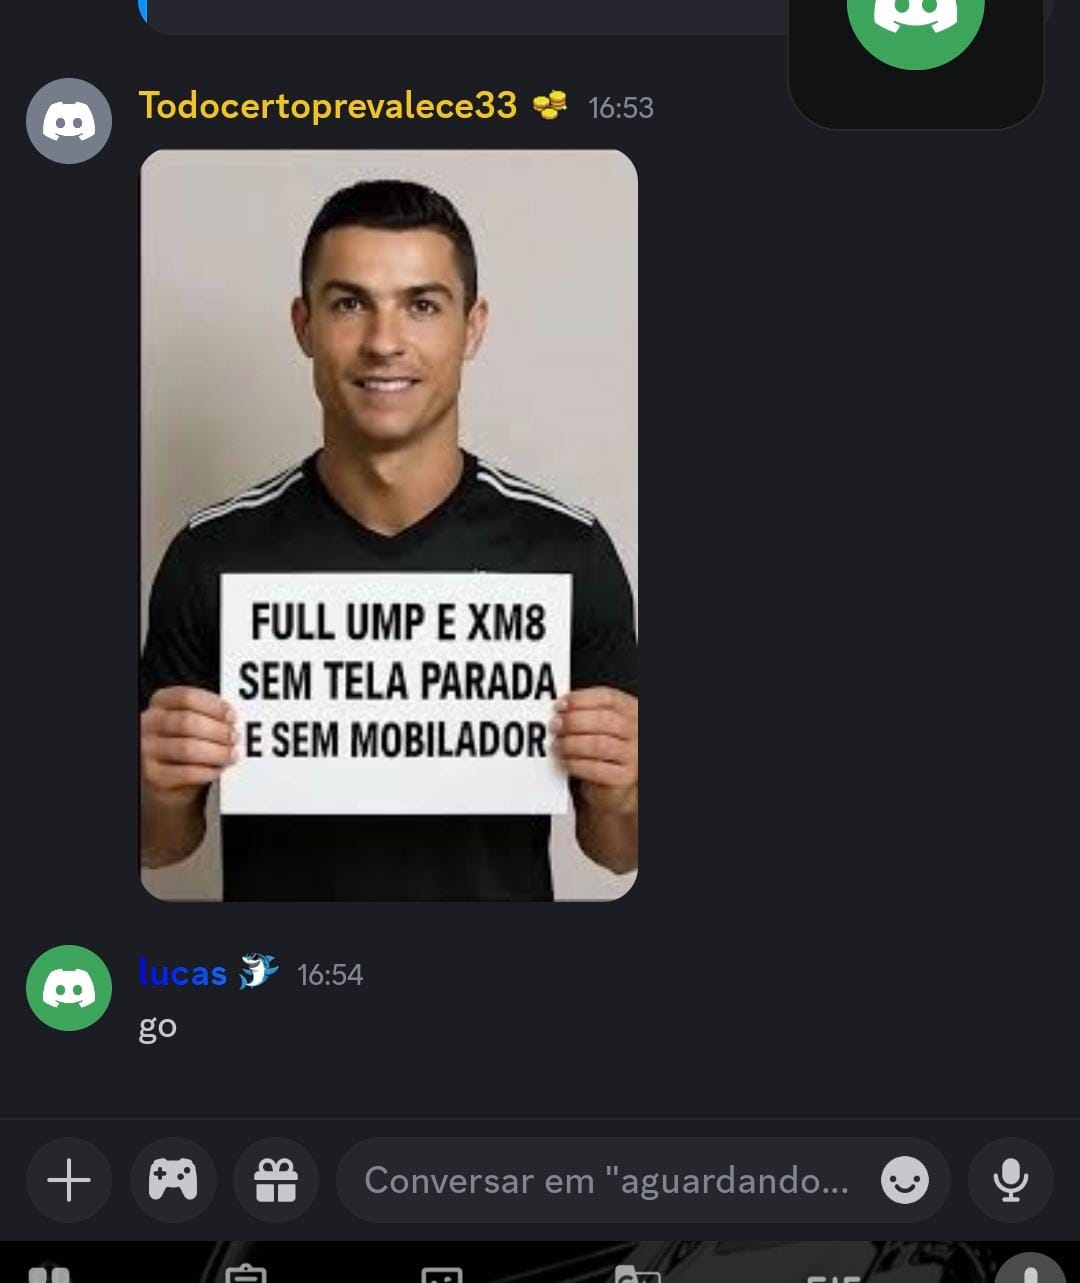 Todocertoprevalece33 16:53
FULL UMP E XM8
SEM TELA PARADA
E SEM MOBILADOR
lucas 16:54
go
Conversar em "aguardando...